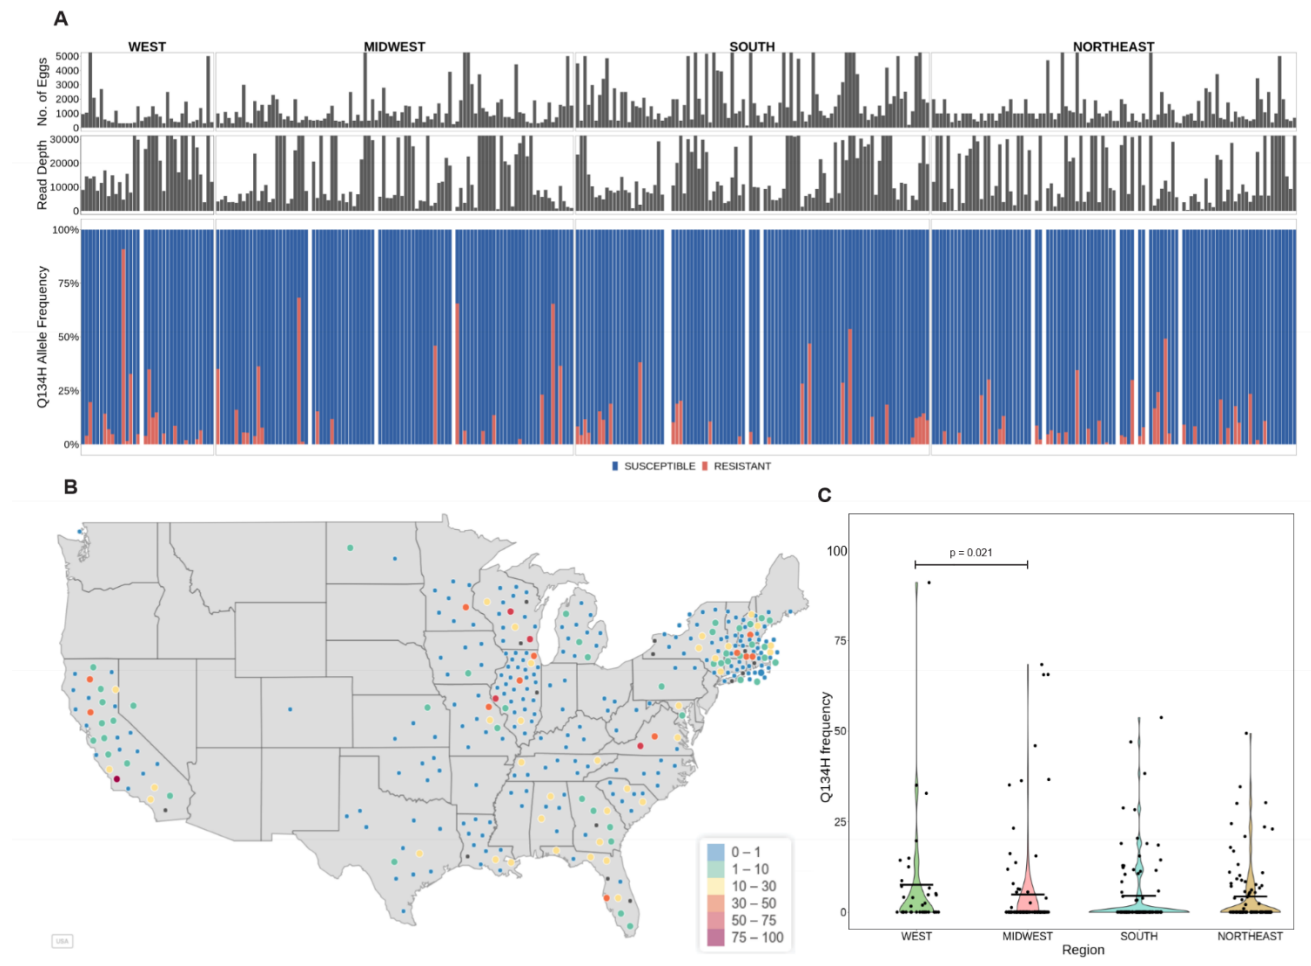 A
WEST MIDWEST SOUTH NORTHEAST
No. of Eggs
5000
4000
3000
2000
1000
0
Read Depth
30000
20000
10000
0
Q134H Allele Frequency
100%
75%
50%
25%
0%
SUSCEPTIBLE RESISTANT
B
0 – 1
1 – 10
10 – 30
30 – 50
50 – 75
75 – 100
USA
C
p = 0.021
Q134H frequency
100
75
50
25
0
WEST MIDWEST SOUTH NORTHEAST
Region